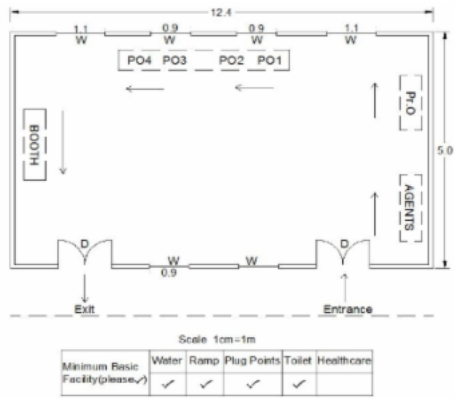 12.4
1.1 0.9 0.9 1.1
W W W W
PO4 PO3 PO2 PO1
Pr.O
5.0
BOOTH
AGENTS
D W W D
0.9
Exit Entrance
Scale 1cm=1m
Minimum Basic Facility(please✓) Water Ramp Plug Points Toilet Healthcare
✓ ✓ ✓ ✓